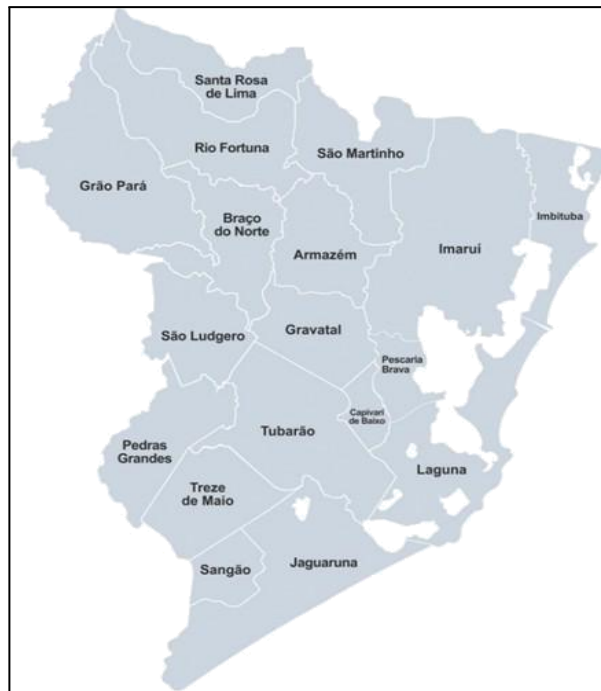 Santa Rosa
de Lima
Rio Fortuna
São Martinho
Grão Pará
Braço
do Norte
Imbituba
Armazém
Imaruí
Gravatal
São Ludgero
Pescaria
Brava
Capivari
de Baixo
Tubarão
Pedras
Grandes
Laguna
Treze
de Maio
Sangão
Jaguaruna